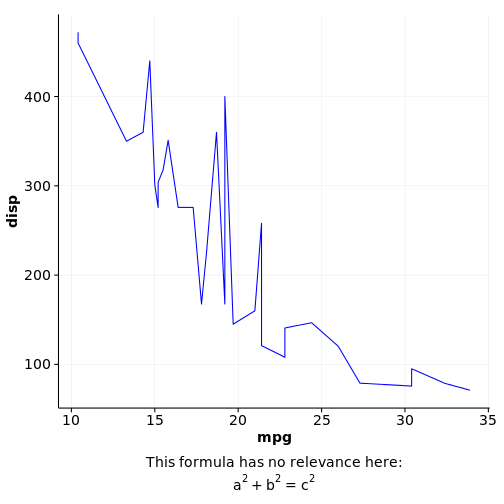 400
300
200
100
disp
10 15 20 25 30 35
mpg
This formula has no relevance here:
a² + b² = c²